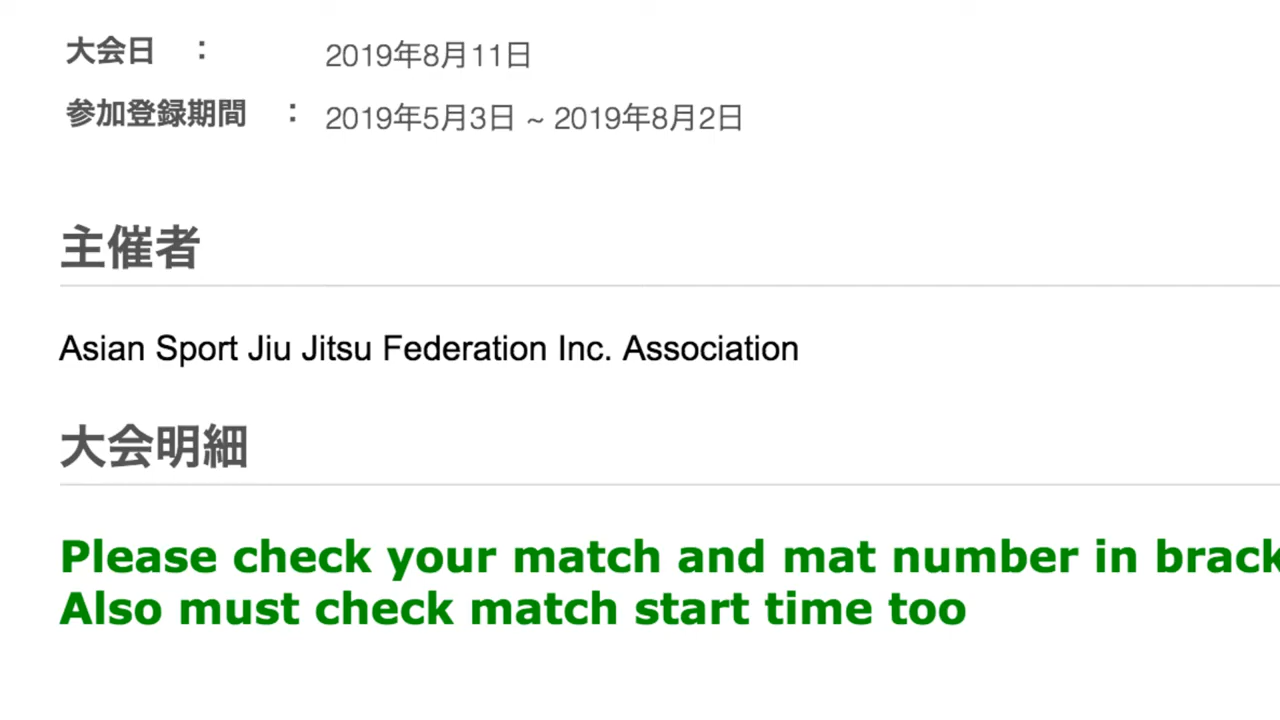 大会日　： 2019年8月11日
参加登録期間　： 2019年5月3日 ~ 2019年8月2日
主催者
Asian Sport Jiu Jitsu Federation Inc. Association
大会明細
Please check your match and mat number in brack
Also must check match start time too